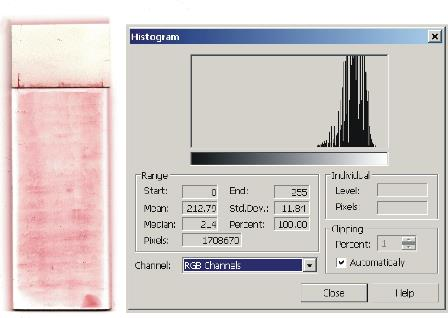 Histogram
Range
Start: 0 End: 255
Mean: 212.79 Std.Dev.: 11.84
Median: 214 Percent: 100.00
Pixels: 1708670
Individual
Level:
Pixels:
Clipping
Percent: 1
Automatically
Channel: RGB Channels
Close Help